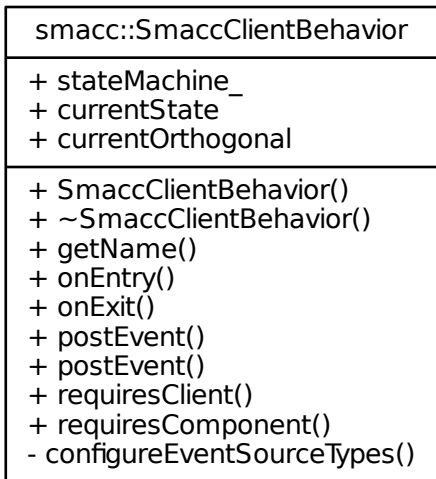 smacc::SmaccClientBehavior
+ stateMachine_
+ currentState
+ currentOrthogonal
+ SmaccClientBehavior()
+ ~SmaccClientBehavior()
+ getName()
+ onEntry()
+ onExit()
+ postEvent()
+ postEvent()
+ requiresClient()
+ requiresComponent()
- configureEventSourceTypes()